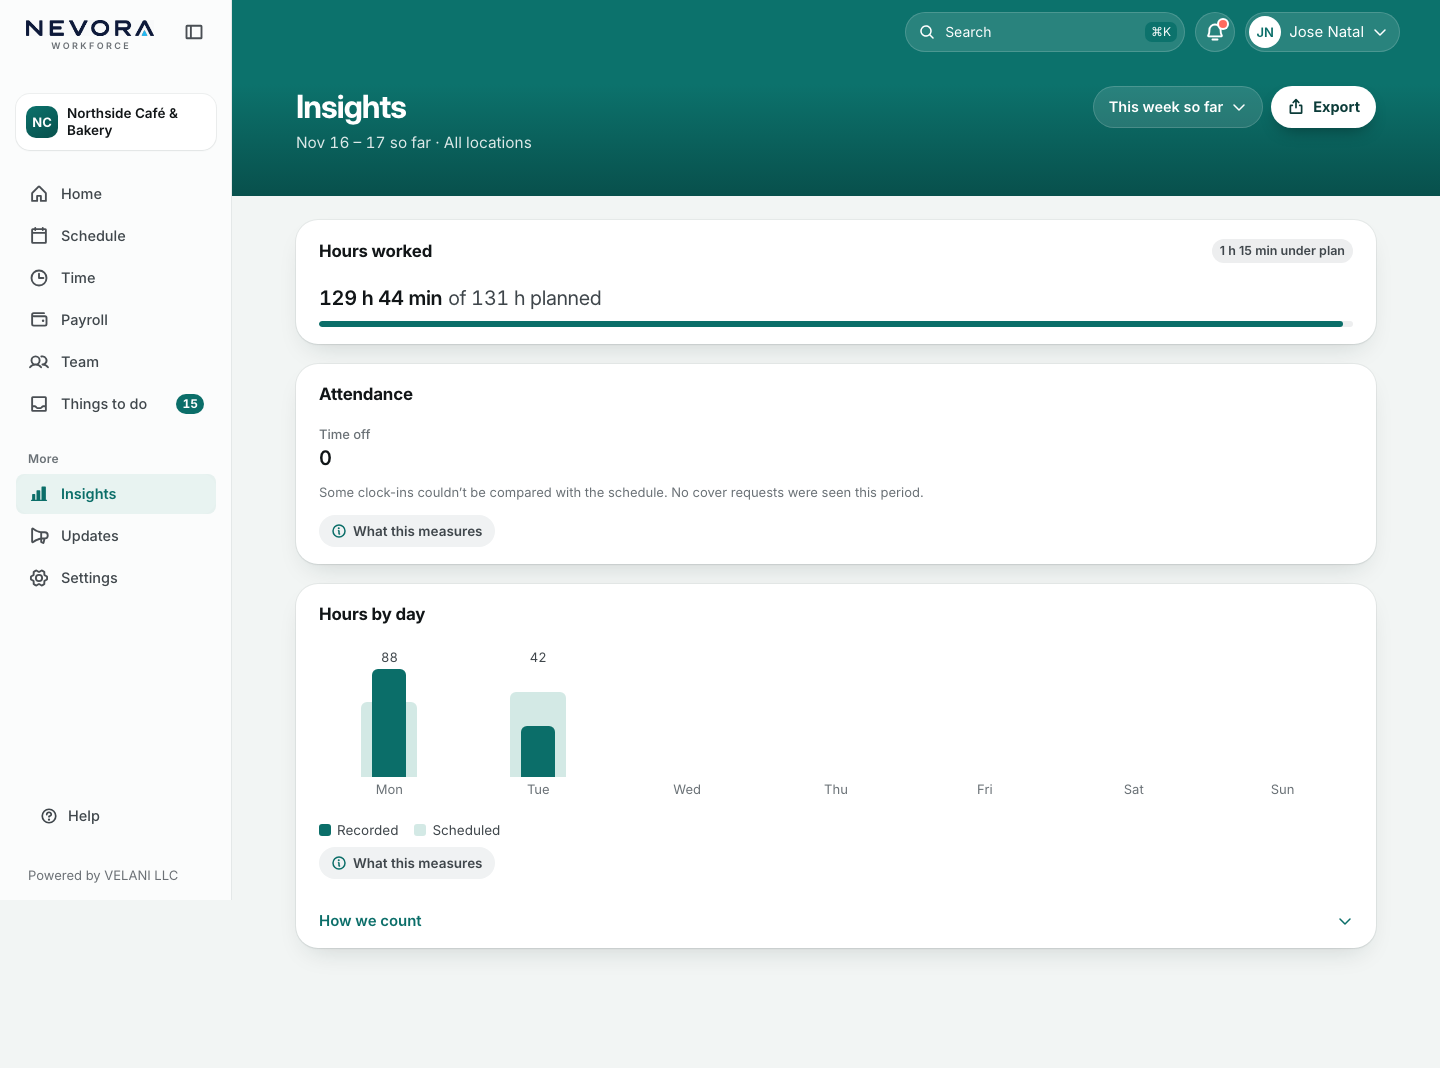 NEVORA
WORKFORCE
Search
⌘K
JN
Jose Natal
NC
Northside Café &
Bakery
Insights
Nov 16 – 17 so far · All locations
This week so far
Export
Home
Schedule
Time
Payroll
Team
Things to do
15
More
Insights
Updates
Settings
Help
Powered by VELANI LLC
Hours worked
1 h 15 min under plan
129 h 44 min of 131 h planned
Attendance
Time off
0
Some clock-ins couldn’t be compared with the schedule. No cover requests were seen this period.
What this measures
Hours by day
88
42
Mon
Tue
Wed
Thu
Fri
Sat
Sun
Recorded
Scheduled
What this measures
How we count